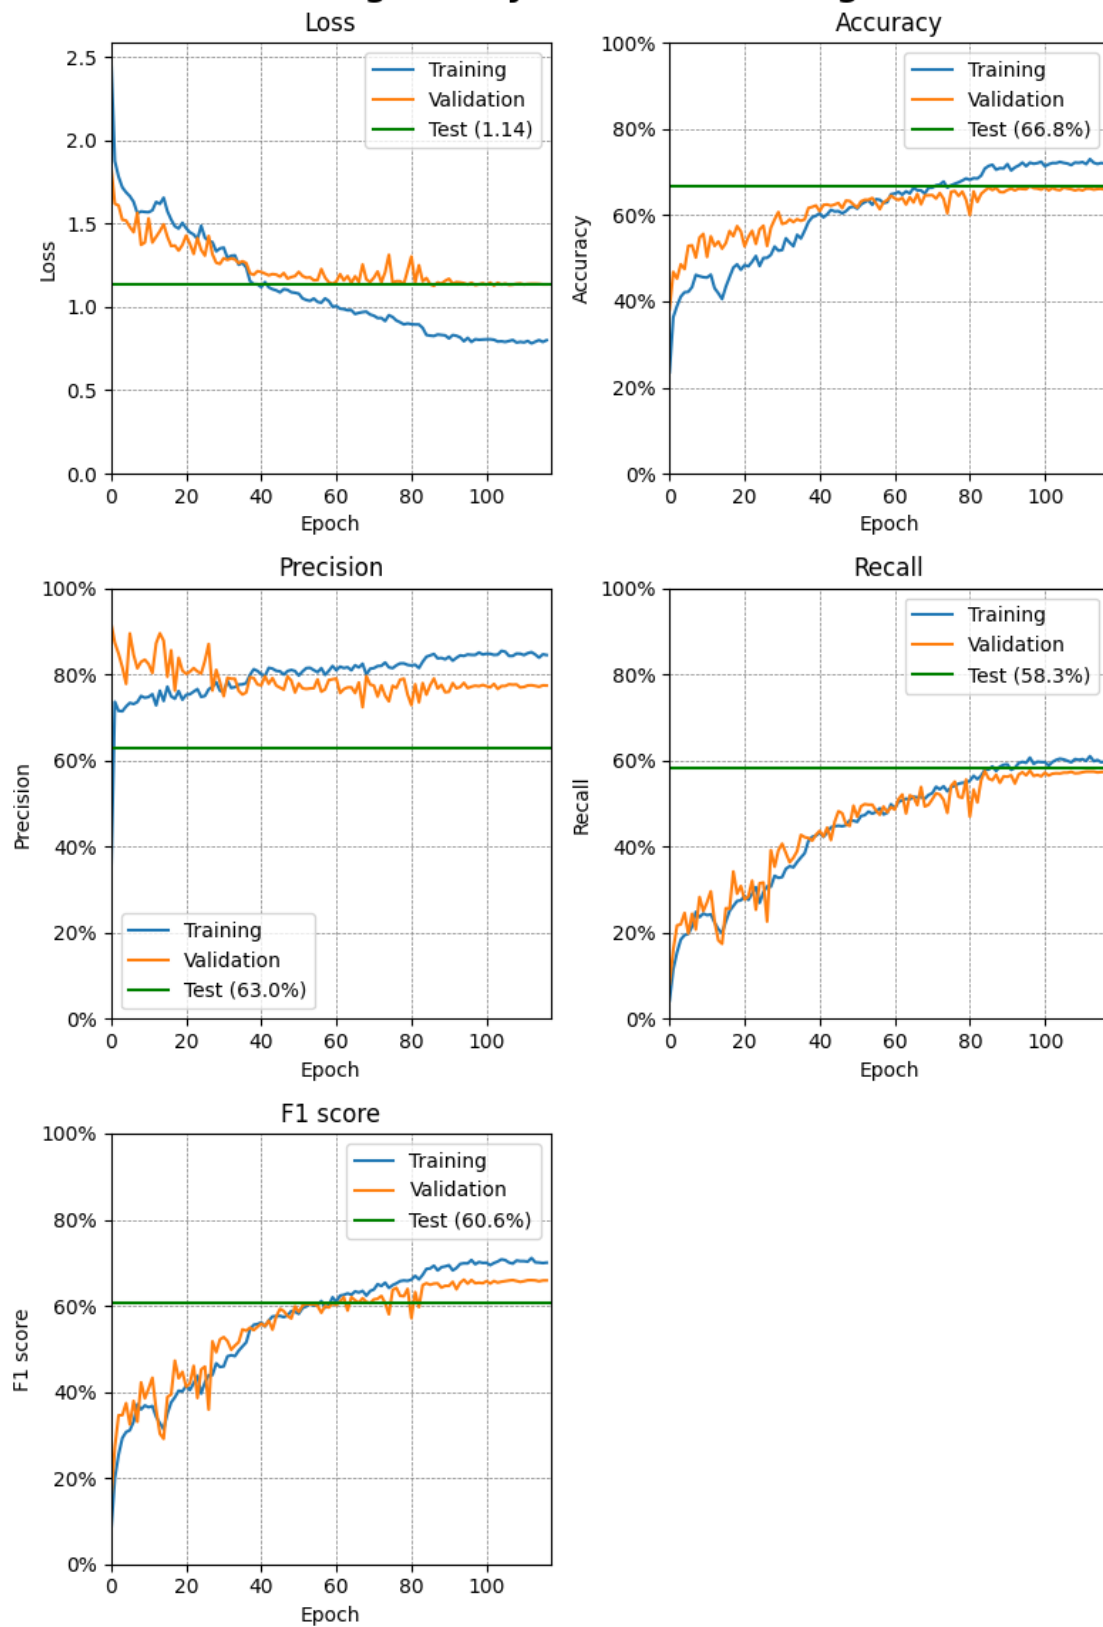 Loss
2.5
2.0
1.5
1.0
0.5
0.0
Loss
Training
Validation
Test (1.14)
0 20 40 60 80 100
Epoch
Accuracy
100%
80%
60%
40%
20%
0%
Accuracy
Training
Validation
Test (66.8%)
0 20 40 60 80 100
Epoch
Precision
100%
80%
60%
40%
20%
0%
Precision
Training
Validation
Test (63.0%)
0 20 40 60 80 100
Epoch
Recall
100%
80%
60%
40%
20%
0%
Recall
Training
Validation
Test (58.3%)
0 20 40 60 80 100
Epoch
F1 score
100%
80%
60%
40%
20%
0%
F1 score
Training
Validation
Test (60.6%)
0 20 40 60 80 100
Epoch